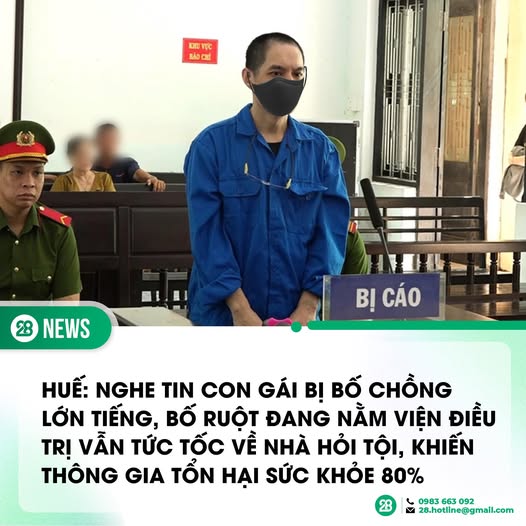 KHU VỰC
BÁO CHÍ
BỊ CÁO
28 NEWS
HUẾ: NGHE TIN CON GÁI BỊ BỐ CHỒNG
LỚN TIẾNG, BỐ RUỘT ĐANG NẰM VIỆN ĐIỀU
TRỊ VẪN TỨC TỐC VỀ NHÀ HỎI TỘI, KHIẾN
THÔNG GIA TỔN HẠI SỨC KHỎE 80%
28
0983 663 092
28.hotline@gmail.com